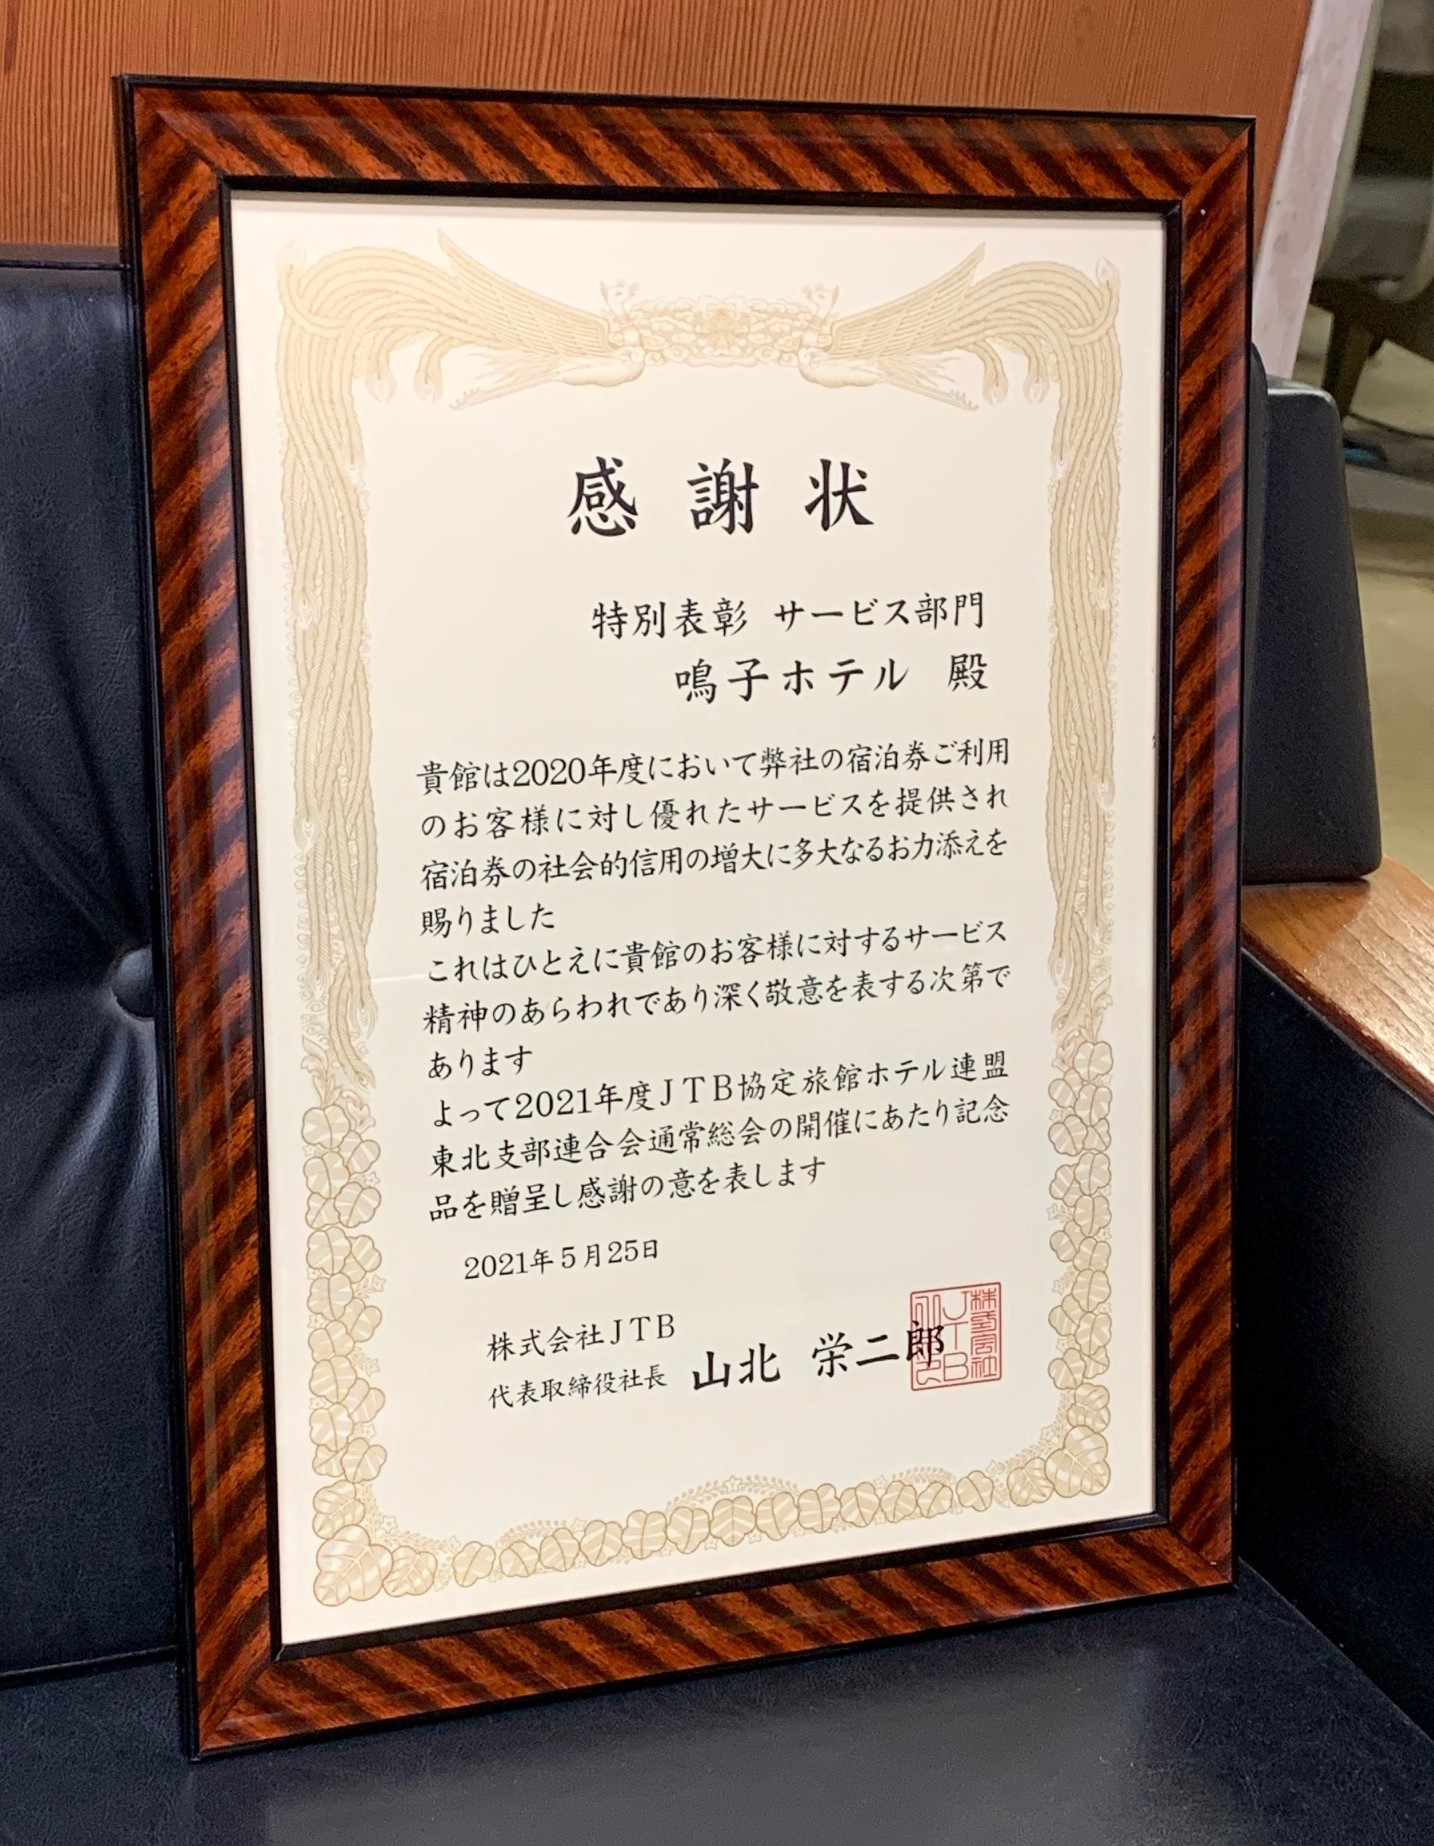 感謝状
特別表彰 サービス部門
鳴子ホテル 殿
貴館は2020年度において弊社の宿泊券ご利用
のお客様に対し優れたサービスを提供され
宿泊券の社会的信用の増大に多大なるお力添えを
賜りました
これはひとえに貴館のお客様に対するサービス
精神のあらわれであり深く敬意を表する次第で
あります
よって2021年度JTB協定旅館ホテル連盟
東北支部連合会通常総会の開催にあたり記念
品を贈呈し感謝の意を表します
2021年5月25日
株式会社JTB
代表取締役社長 山北 栄二郎
株式会社
JTB